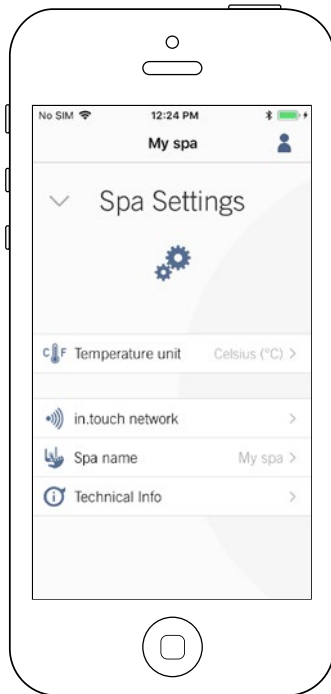 No SIM 12:24 PM
My spa
Spa Settings
C F Temperature unit Celsius (°C) >
in.touch network >
Spa name My spa >
Technical Info >